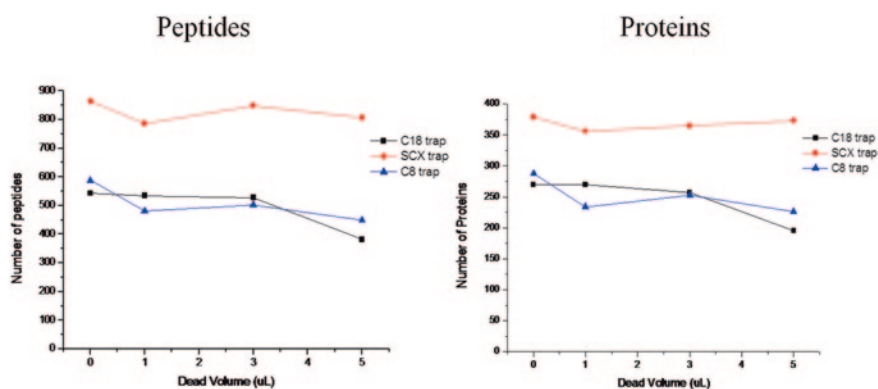 Peptides
Number of peptides
900
800
700
600
500
400
300
200
100
0
0 1 2 3 4 5
Dead Volume (uL)
C18 trap
SCX trap
C8 trap
Proteins
Number of Proteins
400
350
300
250
200
150
100
50
0
0 1 2 3 4 5
Dead Volume (uL)
C18 trap
SCX trap
C8 trap